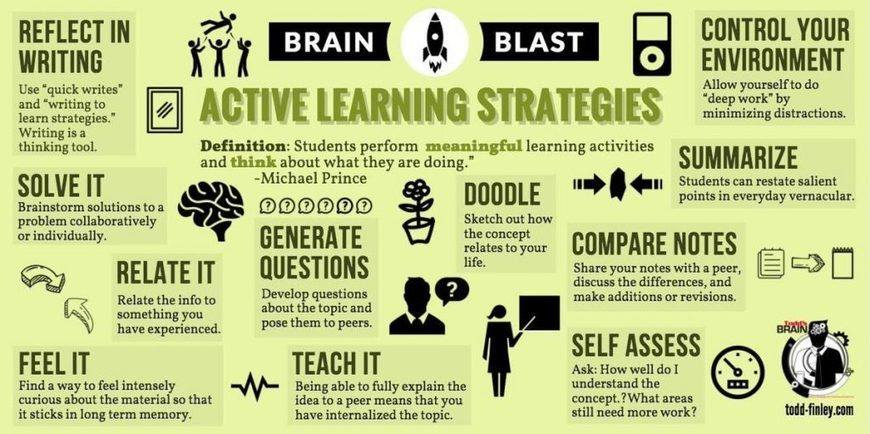 BRAIN BLAST
ACTIVE LEARNING STRATEGIES
Definition: Students perform meaningful learning activities
and think about what they are doing.”
-Michael Prince
REFLECT IN
WRITING
Use “quick writes”
and “writing to
learn strategies.”
Writing is a
thinking tool.
CONTROL YOUR
ENVIRONMENT
Allow yourself to do
“deep work” by
minimizing distractions.
SOLVE IT
Brainstorm solutions to a
problem collaboratively
or individually.
? ? ? ? ? ?
GENERATE
QUESTIONS
Develop questions
about the topic and
pose them to peers.
DOODLE
Sketch out how
the concept
relates to your
life.
SUMMARIZE
Students can restate salient
points in everyday vernacular.
RELATE IT
Relate the info to
something you
have experienced.
?
COMPARE NOTES
Share your notes with a peer,
discuss the differences, and
make additions or revisions.
FEEL IT
Find a way to feel intensely
curious about the material so that
it sticks in long term memory.
TEACH IT
Being able to fully explain the
idea to a peer means that you
have internalized the topic.
SELF ASSESS
Ask: How well do I
understand the
concept.?What areas
still need more work?
Todd's
BRAIN
todd-finley.com